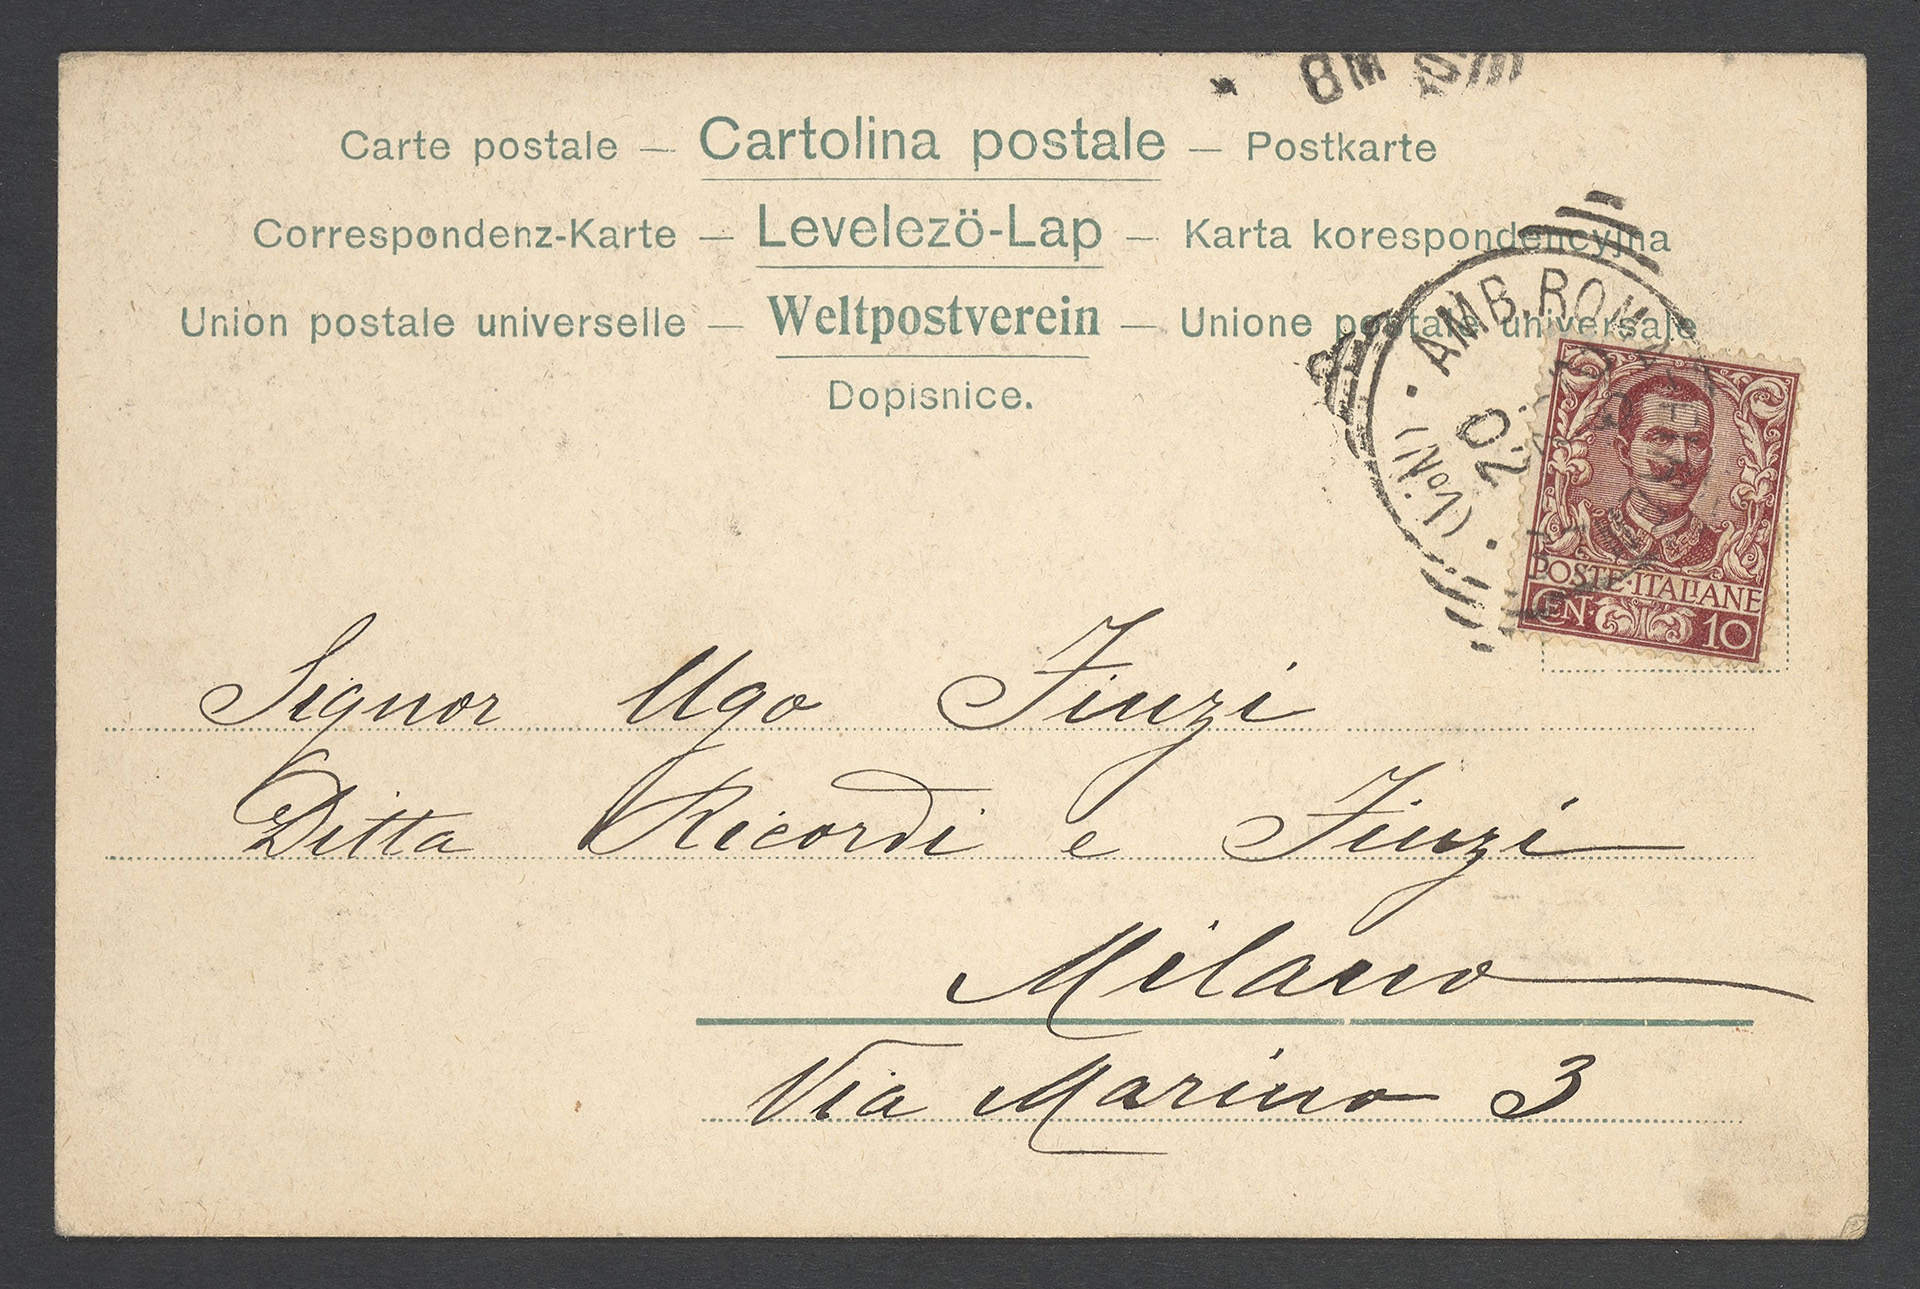 Carte postale — Cartolina postale — Postkarte
Correspondenz-Karte — Levelezö-Lap — Karta korespondencyjna
Union postale universelle — Weltpostverein — Unione postale universale
Dopisnice.
AMB. ROMA
POSTE·ITALIANE
CEN. 10
Signor Ugo Finzi
Ditta Ricordi e Finzi
Milano
Via Marino 3